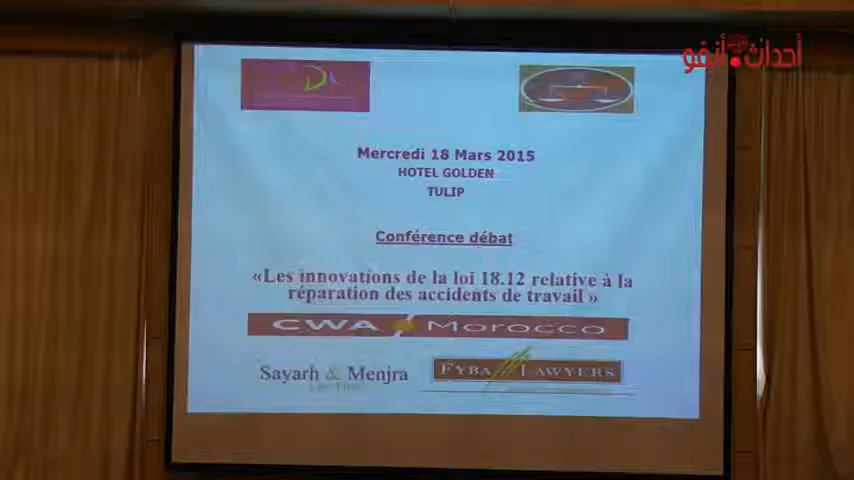 أحداث.أنفو
Mercredi 18 Mars 2015
HOTEL GOLDEN
TULIP
Conférence débat
«Les innovations de la loi 18.12 relative à la
réparation des accidents de travail »
CWA Morocco
Sayarh & Menjra
FYBA LAWYERS